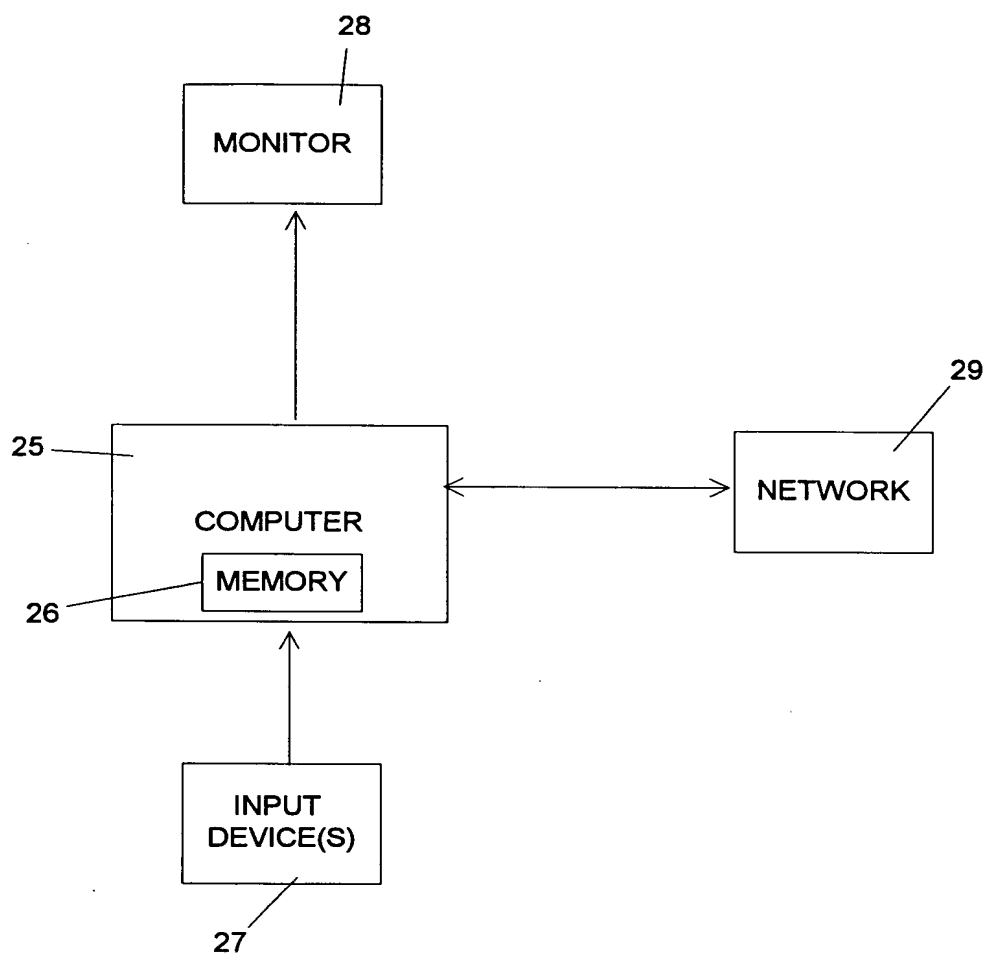 28
MONITOR
29
25
NETWORK
COMPUTER
MEMORY
26
INPUT
DEVICE(S)
27